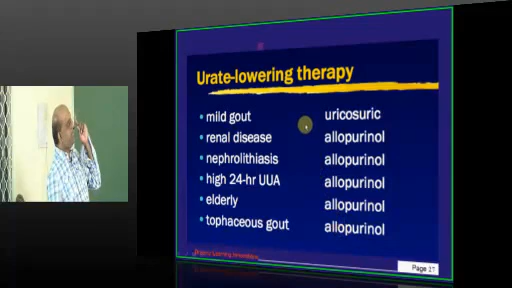 Urate-lowering therapy
• mild gout uricosuric
• renal disease allopurinol
• nephrolithiasis allopurinol
• high 24-hr UUA allopurinol
• elderly allopurinol
• tophaceous gout allopurinol
Page 27